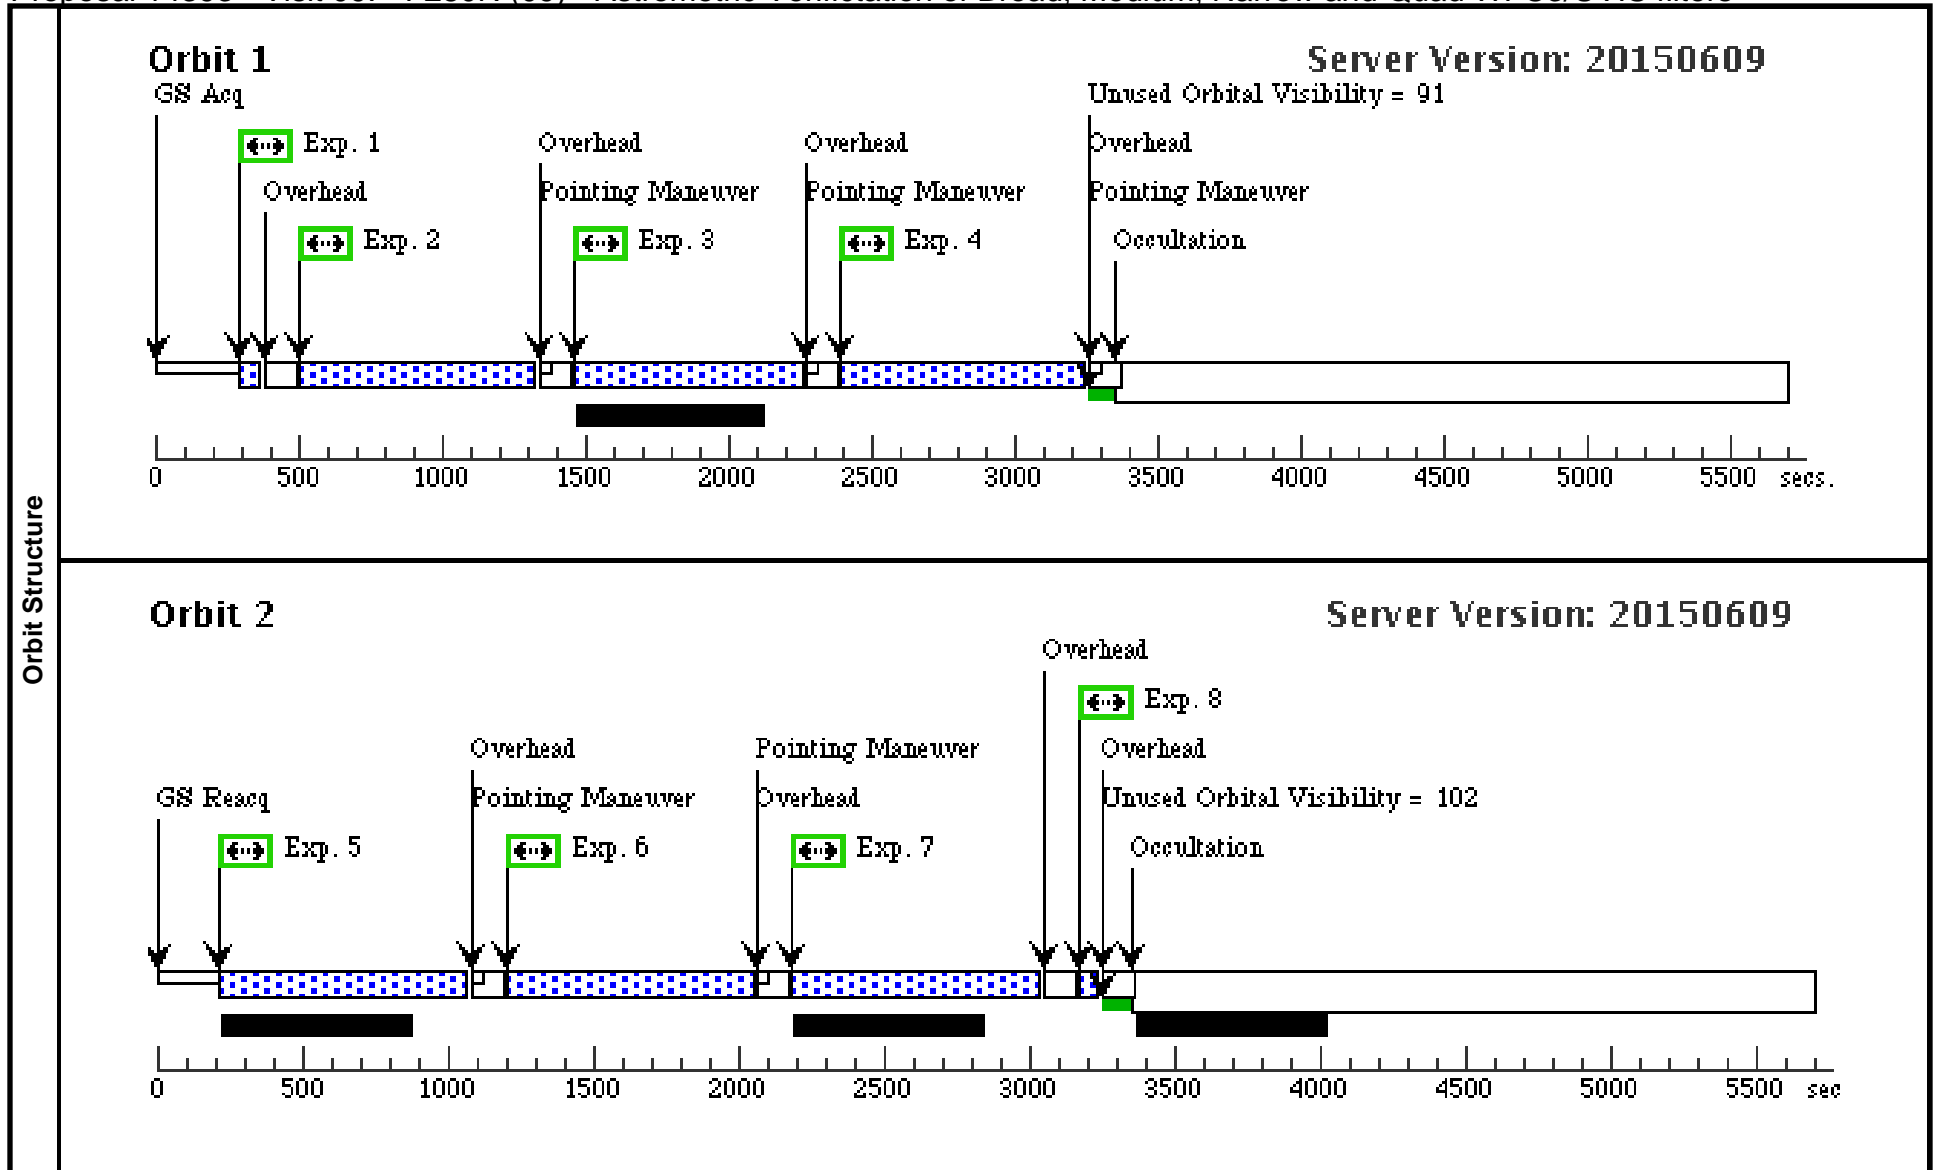 Orbit Structure
Orbit 1
Server Version: 20150609
GS Acq
Unused Orbital Visibility = 91
Exp. 1
Overhead
Overhead
Overhead
Overhead
Pointing Maneuver
Pointing Maneuver
Pointing Maneuver
Exp. 2
Exp. 3
Exp. 4
Occultation
0 500 1000 1500 2000 2500 3000 3500 4000 4500 5000 5500 secs.
Orbit 2
Server Version: 20150609
Overhead
Exp. 8
Overhead
Pointing Maneuver
Overhead
GS Reacq
Pointing Maneuver
Overhead
Unused Orbital Visibility = 102
Exp. 5
Exp. 6
Exp. 7
Occultation
0 500 1000 1500 2000 2500 3000 3500 4000 4500 5000 5500 sec